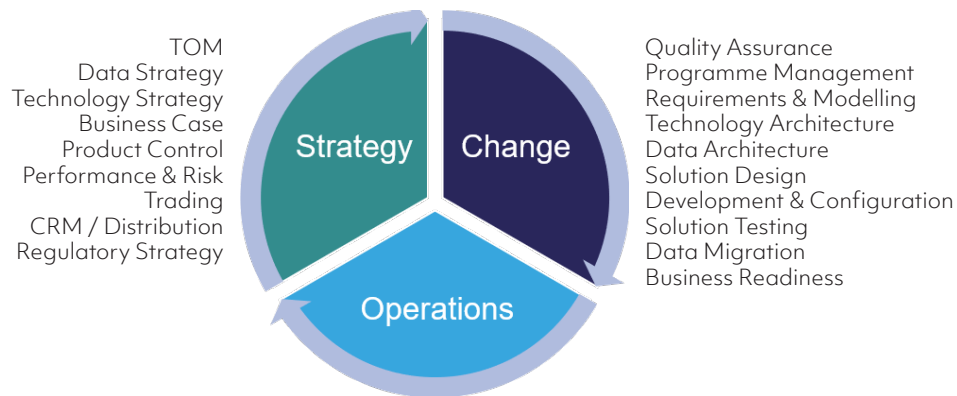 TOM
Data Strategy
Technology Strategy
Business Case
Product Control
Performance & Risk
Trading
CRM / Distribution
Regulatory Strategy
Strategy
Change
Operations
Quality Assurance
Programme Management
Requirements & Modelling
Technology Architecture
Data Architecture
Solution Design
Development & Configuration
Solution Testing
Data Migration
Business Readiness